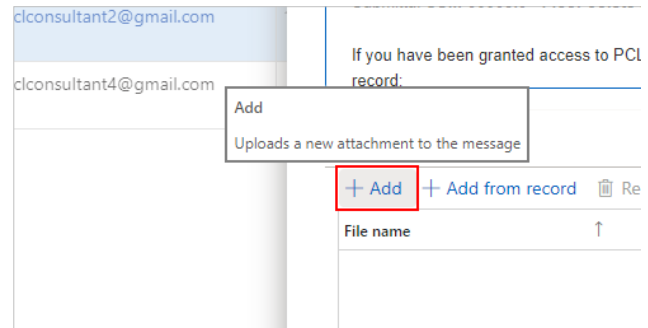 clconsultant2@gmail.com
If you have been granted access to PCL
record:
clconsultant4@gmail.com
Add
Uploads a new attachment to the message
+ Add
+ Add from record
Re
File name ↑